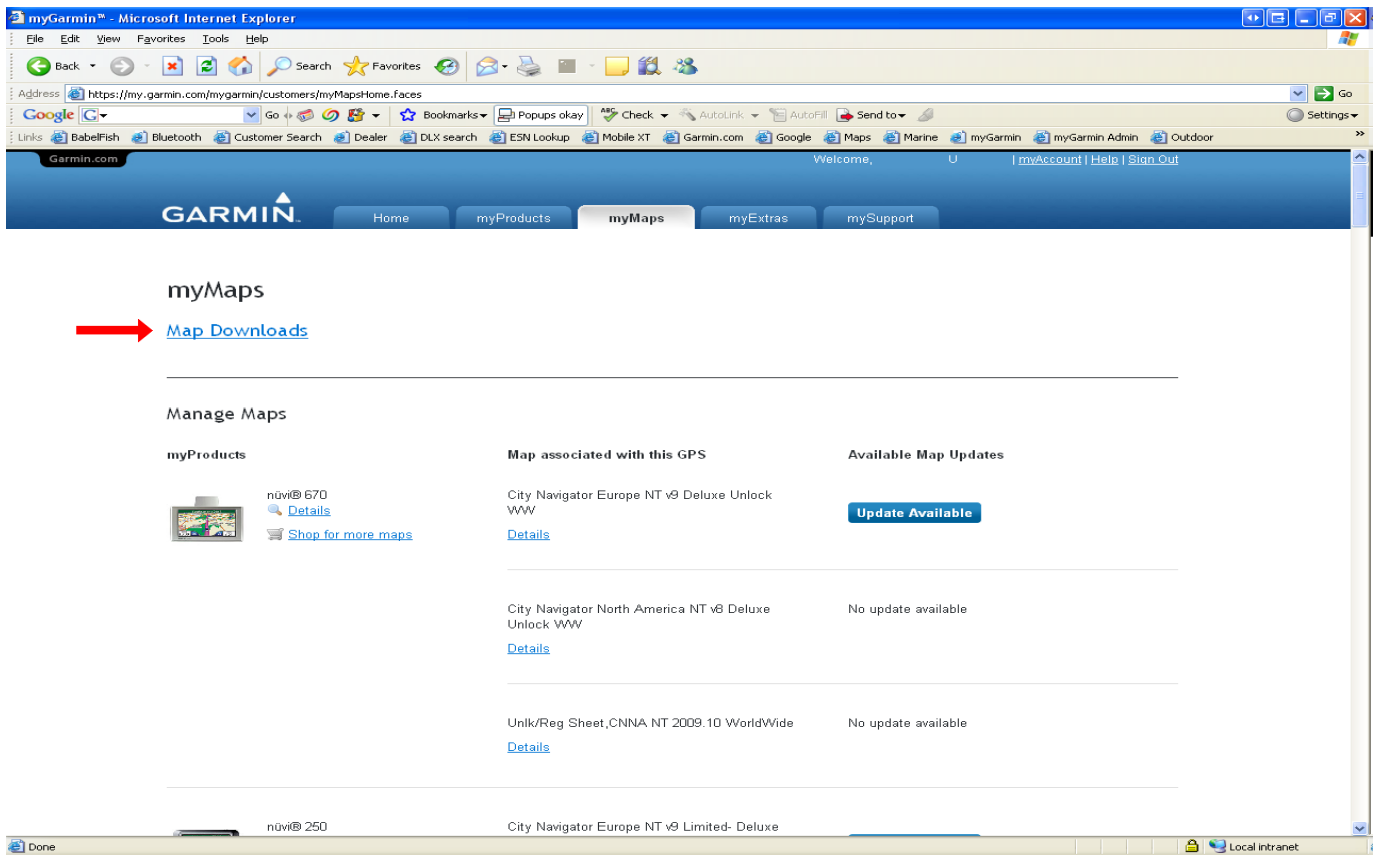 myGarmin™ - Microsoft Internet Explorer
File Edit View Favorites Tools Help
Back Search Favorites
Address https://my.garmin.com/mygarmin/customers/myMapsHome.faces Go
Google G Go Bookmarks Popups okay ABC Check AutoLink AutoFill Send to Settings
Links BabelFish Bluetooth Customer Search Dealer DLX search ESN Lookup Mobile XT Garmin.com Google Maps Marine myGarmin myGarmin Admin Outdoor »
Garmin.com Welcome, U | myAccount | Help | Sign Out
GARMIN. Home myProducts myMaps myExtras mySupport
myMaps
Map Downloads
Manage Maps
myProducts Map associated with this GPS Available Map Updates
nüvi® 670 City Navigator Europe NT v9 Deluxe Unlock
Details WW Update Available
Shop for more maps Details
City Navigator North America NT v8 Deluxe No update available
Unlock WW
Details
Unlk/Reg Sheet,CNNA NT 2009.10 WorldWide No update available
Details
nüvi® 250 City Navigator Europe NT v9 Limited- Deluxe
Done Local intranet